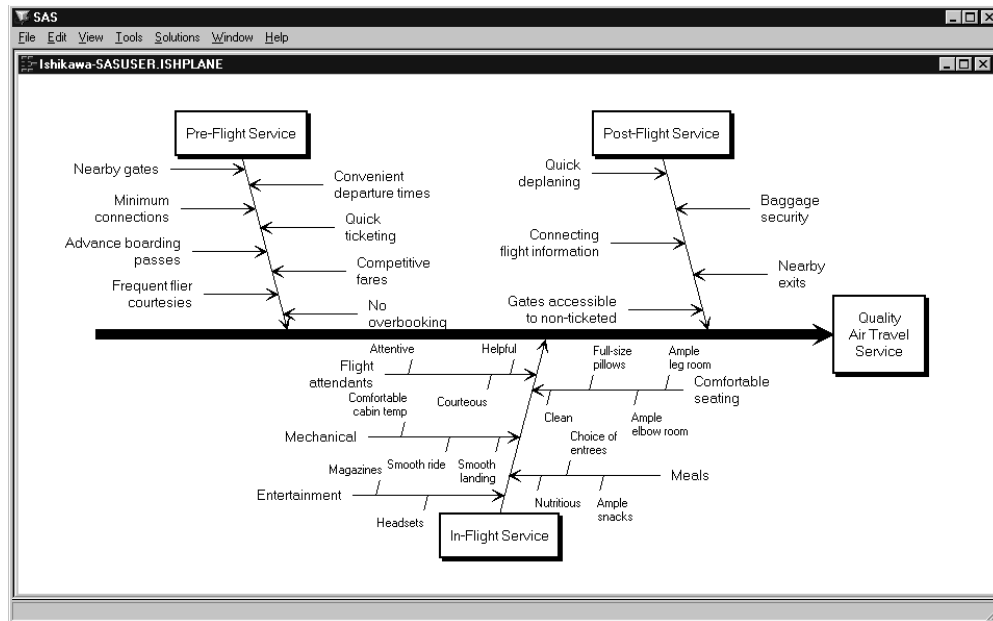 SAS
File Edit View Tools Solutions Window Help
Ishikawa-SASUSER.ISHPLANE
Pre-Flight Service
Nearby gates
Convenient
departure times
Minimum
connections
Quick
ticketing
Advance boarding
passes
Competitive
fares
Frequent flier
courtesies
No
overbooking
Post-Flight Service
Quick
deplaning
Baggage
security
Connecting
flight information
Nearby
exits
Gates accessible
to non-ticketed
Quality
Air Travel
Service
Flight
attendants
Attentive
Helpful
Courteous
Full-size
pillows
Ample
leg room
Comfortable
seating
Clean
Ample
elbow room
Comfortable
cabin temp
Mechanical
Smooth ride
Smooth
landing
Choice of
entrees
Meals
Nutritious
Ample
snacks
Magazines
Entertainment
Headsets
In-Flight Service